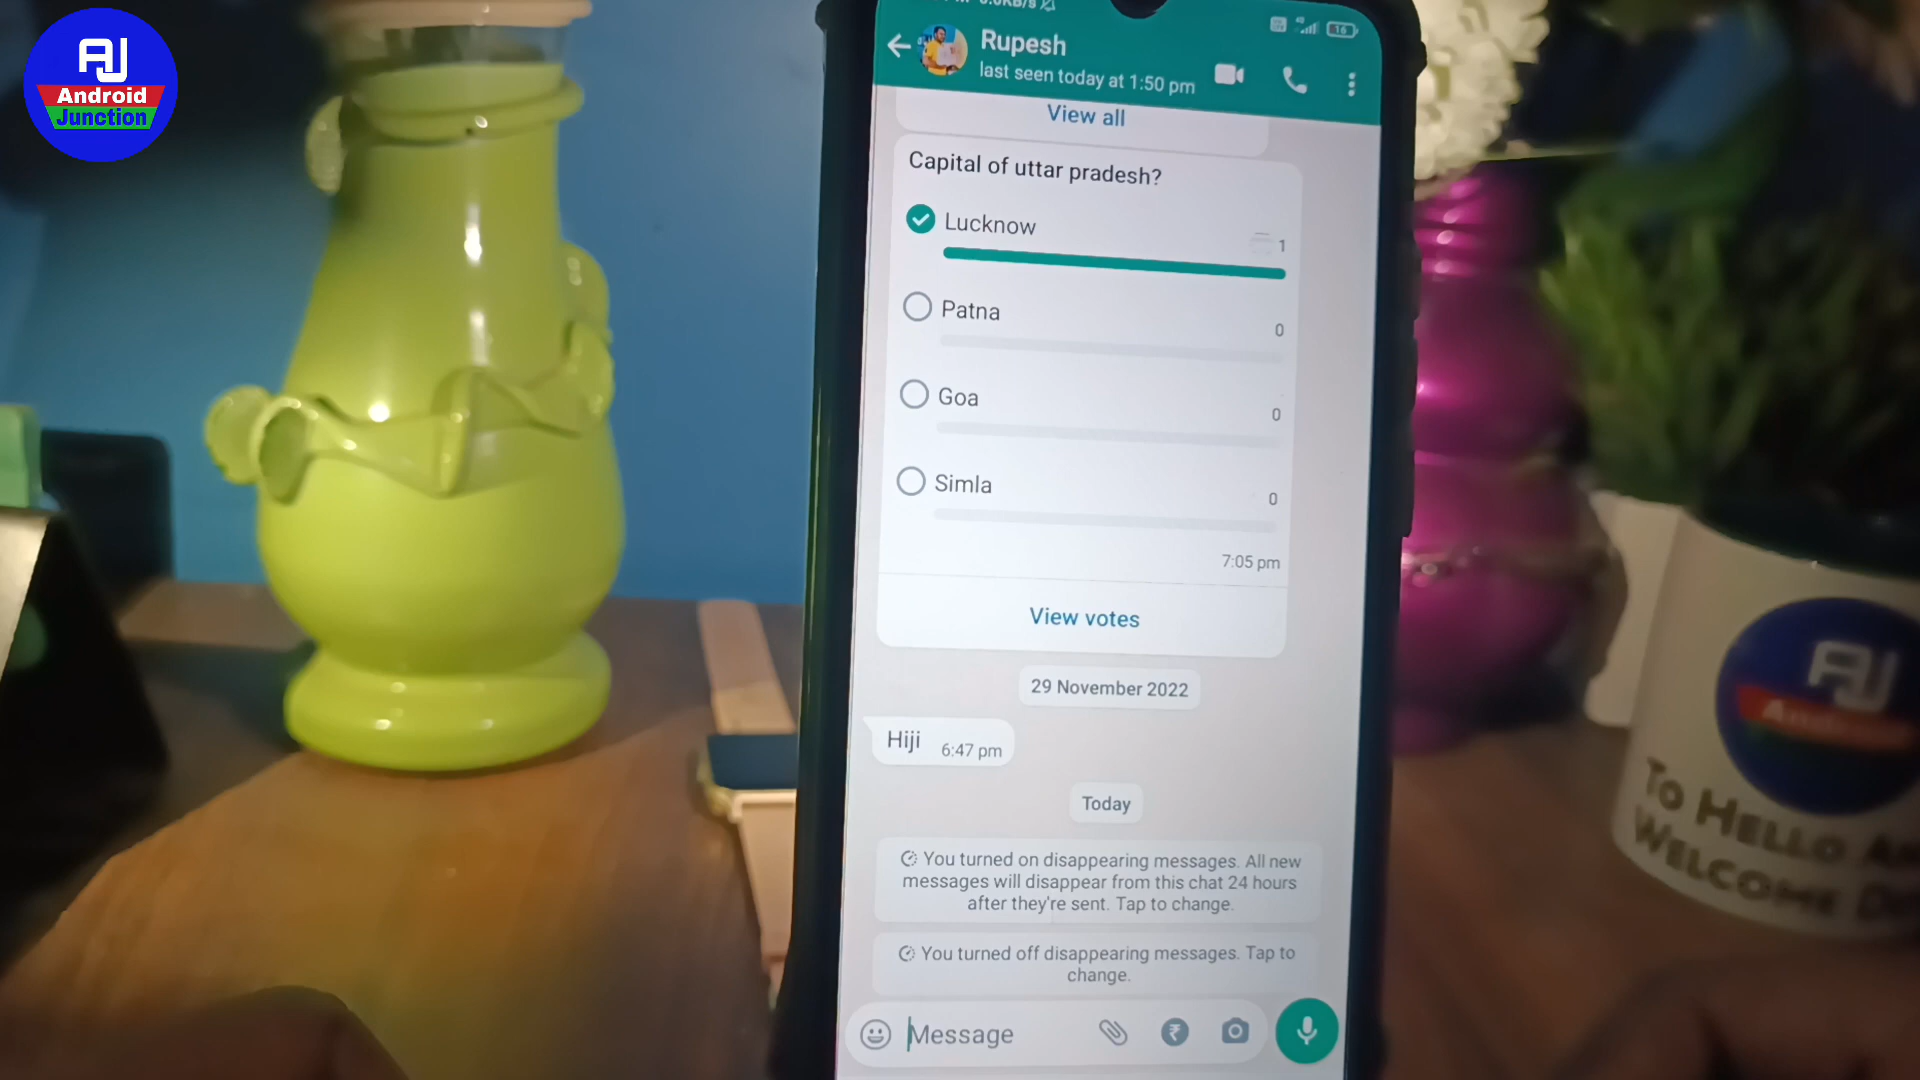 AJ
Android
Junction
Rupesh
last seen today at 1:50 pm
16
View all
Capital of uttar pradesh?
Lucknow
1
Patna
0
Goa
0
Simla
0
7:05 pm
View votes
29 November 2022
Hiji 6:47 pm
Today
You turned on disappearing messages. All new
messages will disappear from this chat 24 hours
after they're sent. Tap to change.
You turned off disappearing messages. Tap to
change.
Message
₹
AJ
To Hello
Welcome